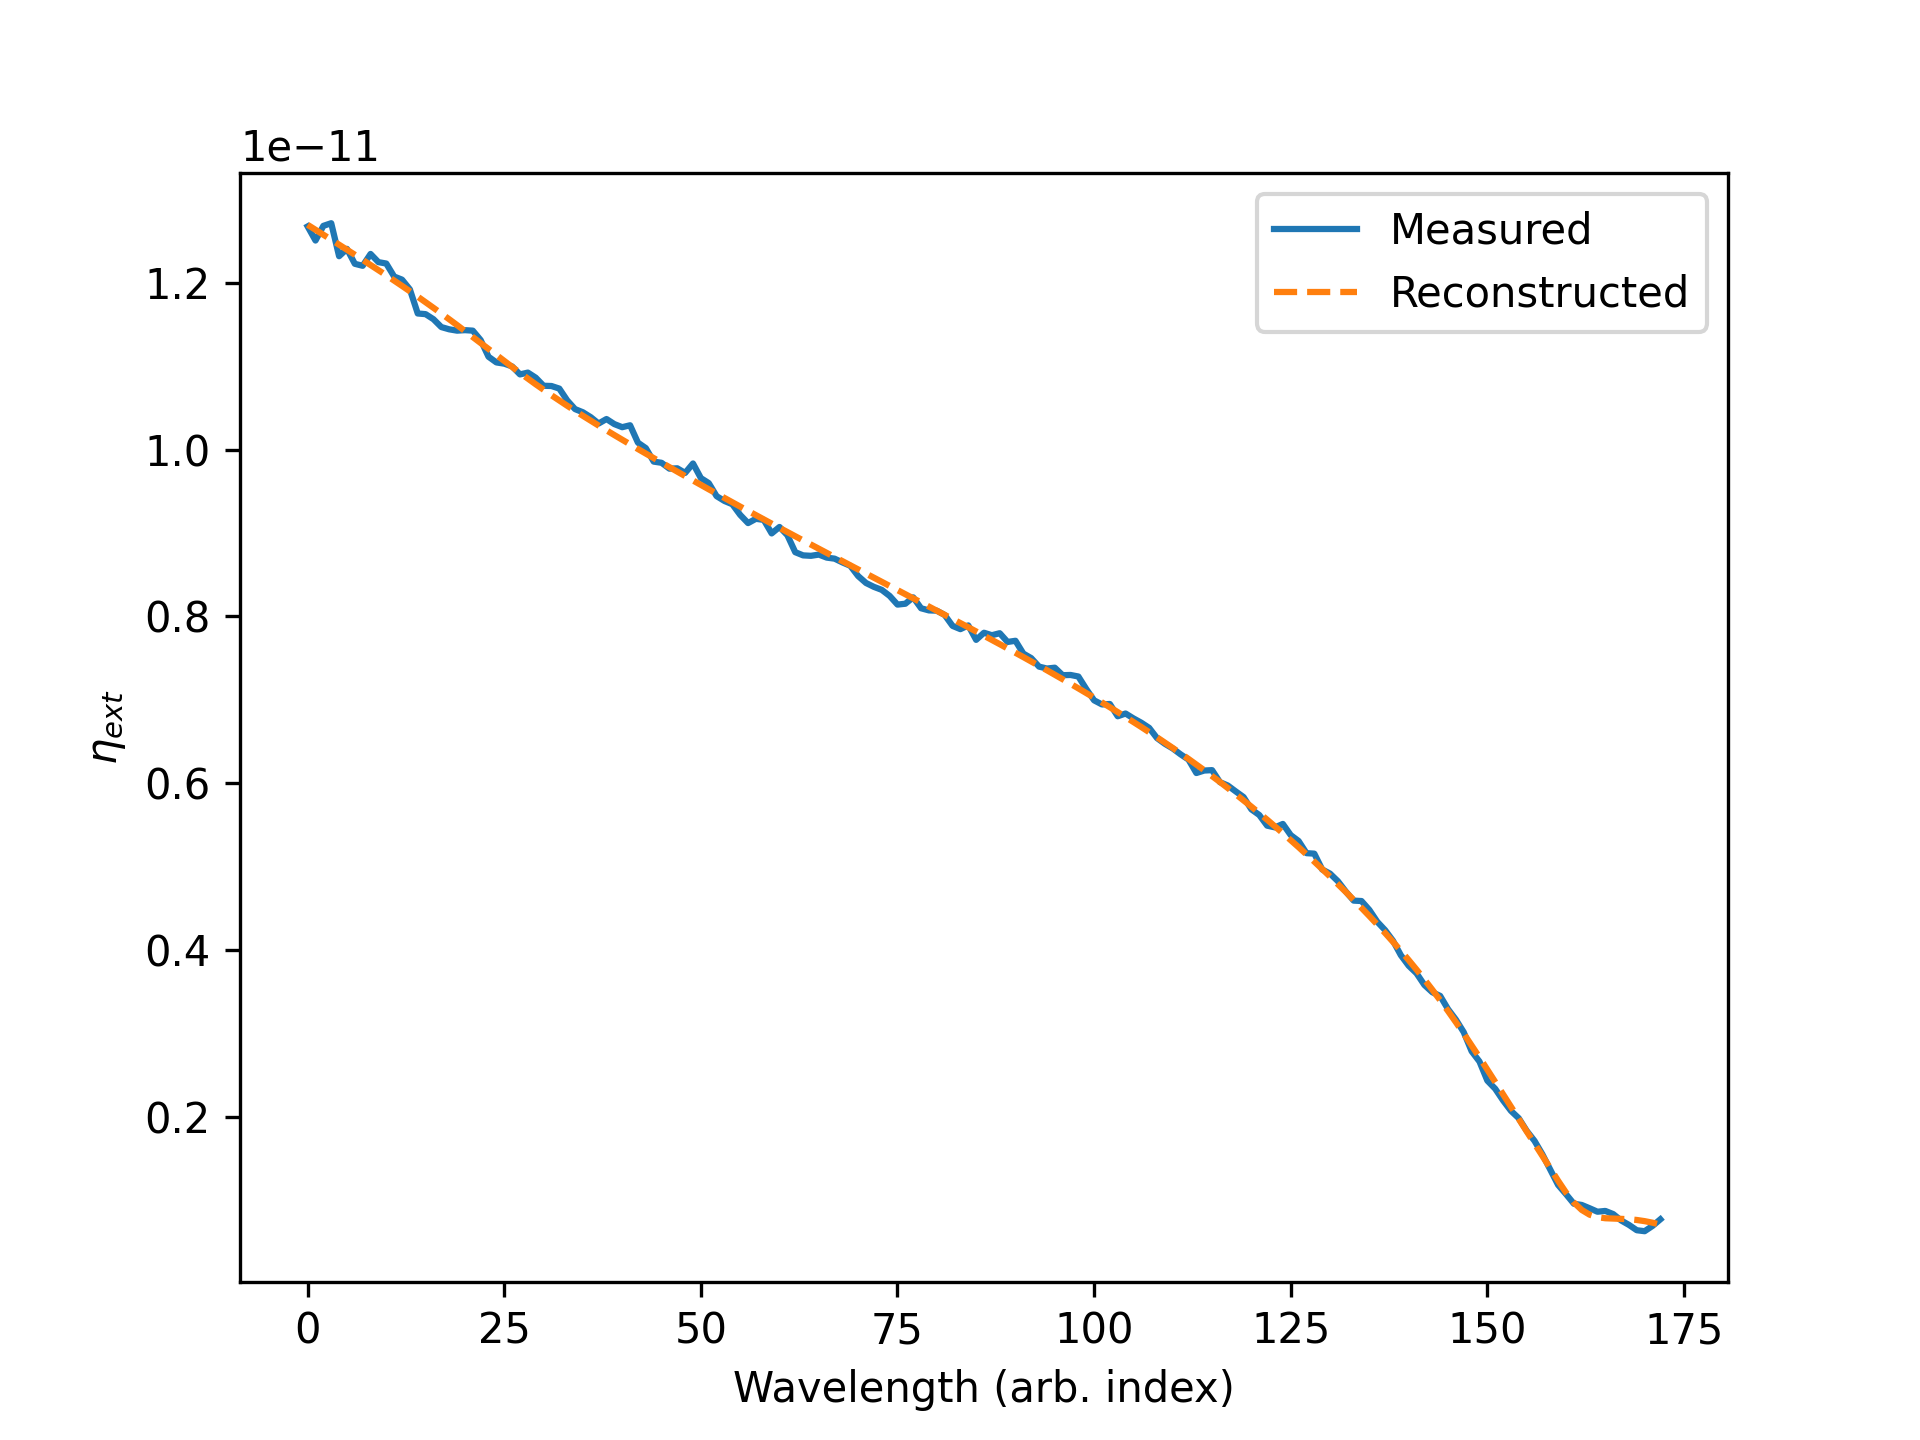 1e−11
Measured
Reconstructed
1.2
1.0
0.8
0.6
0.4
0.2
ηext
0 25 50 75 100 125 150 175
Wavelength (arb. index)